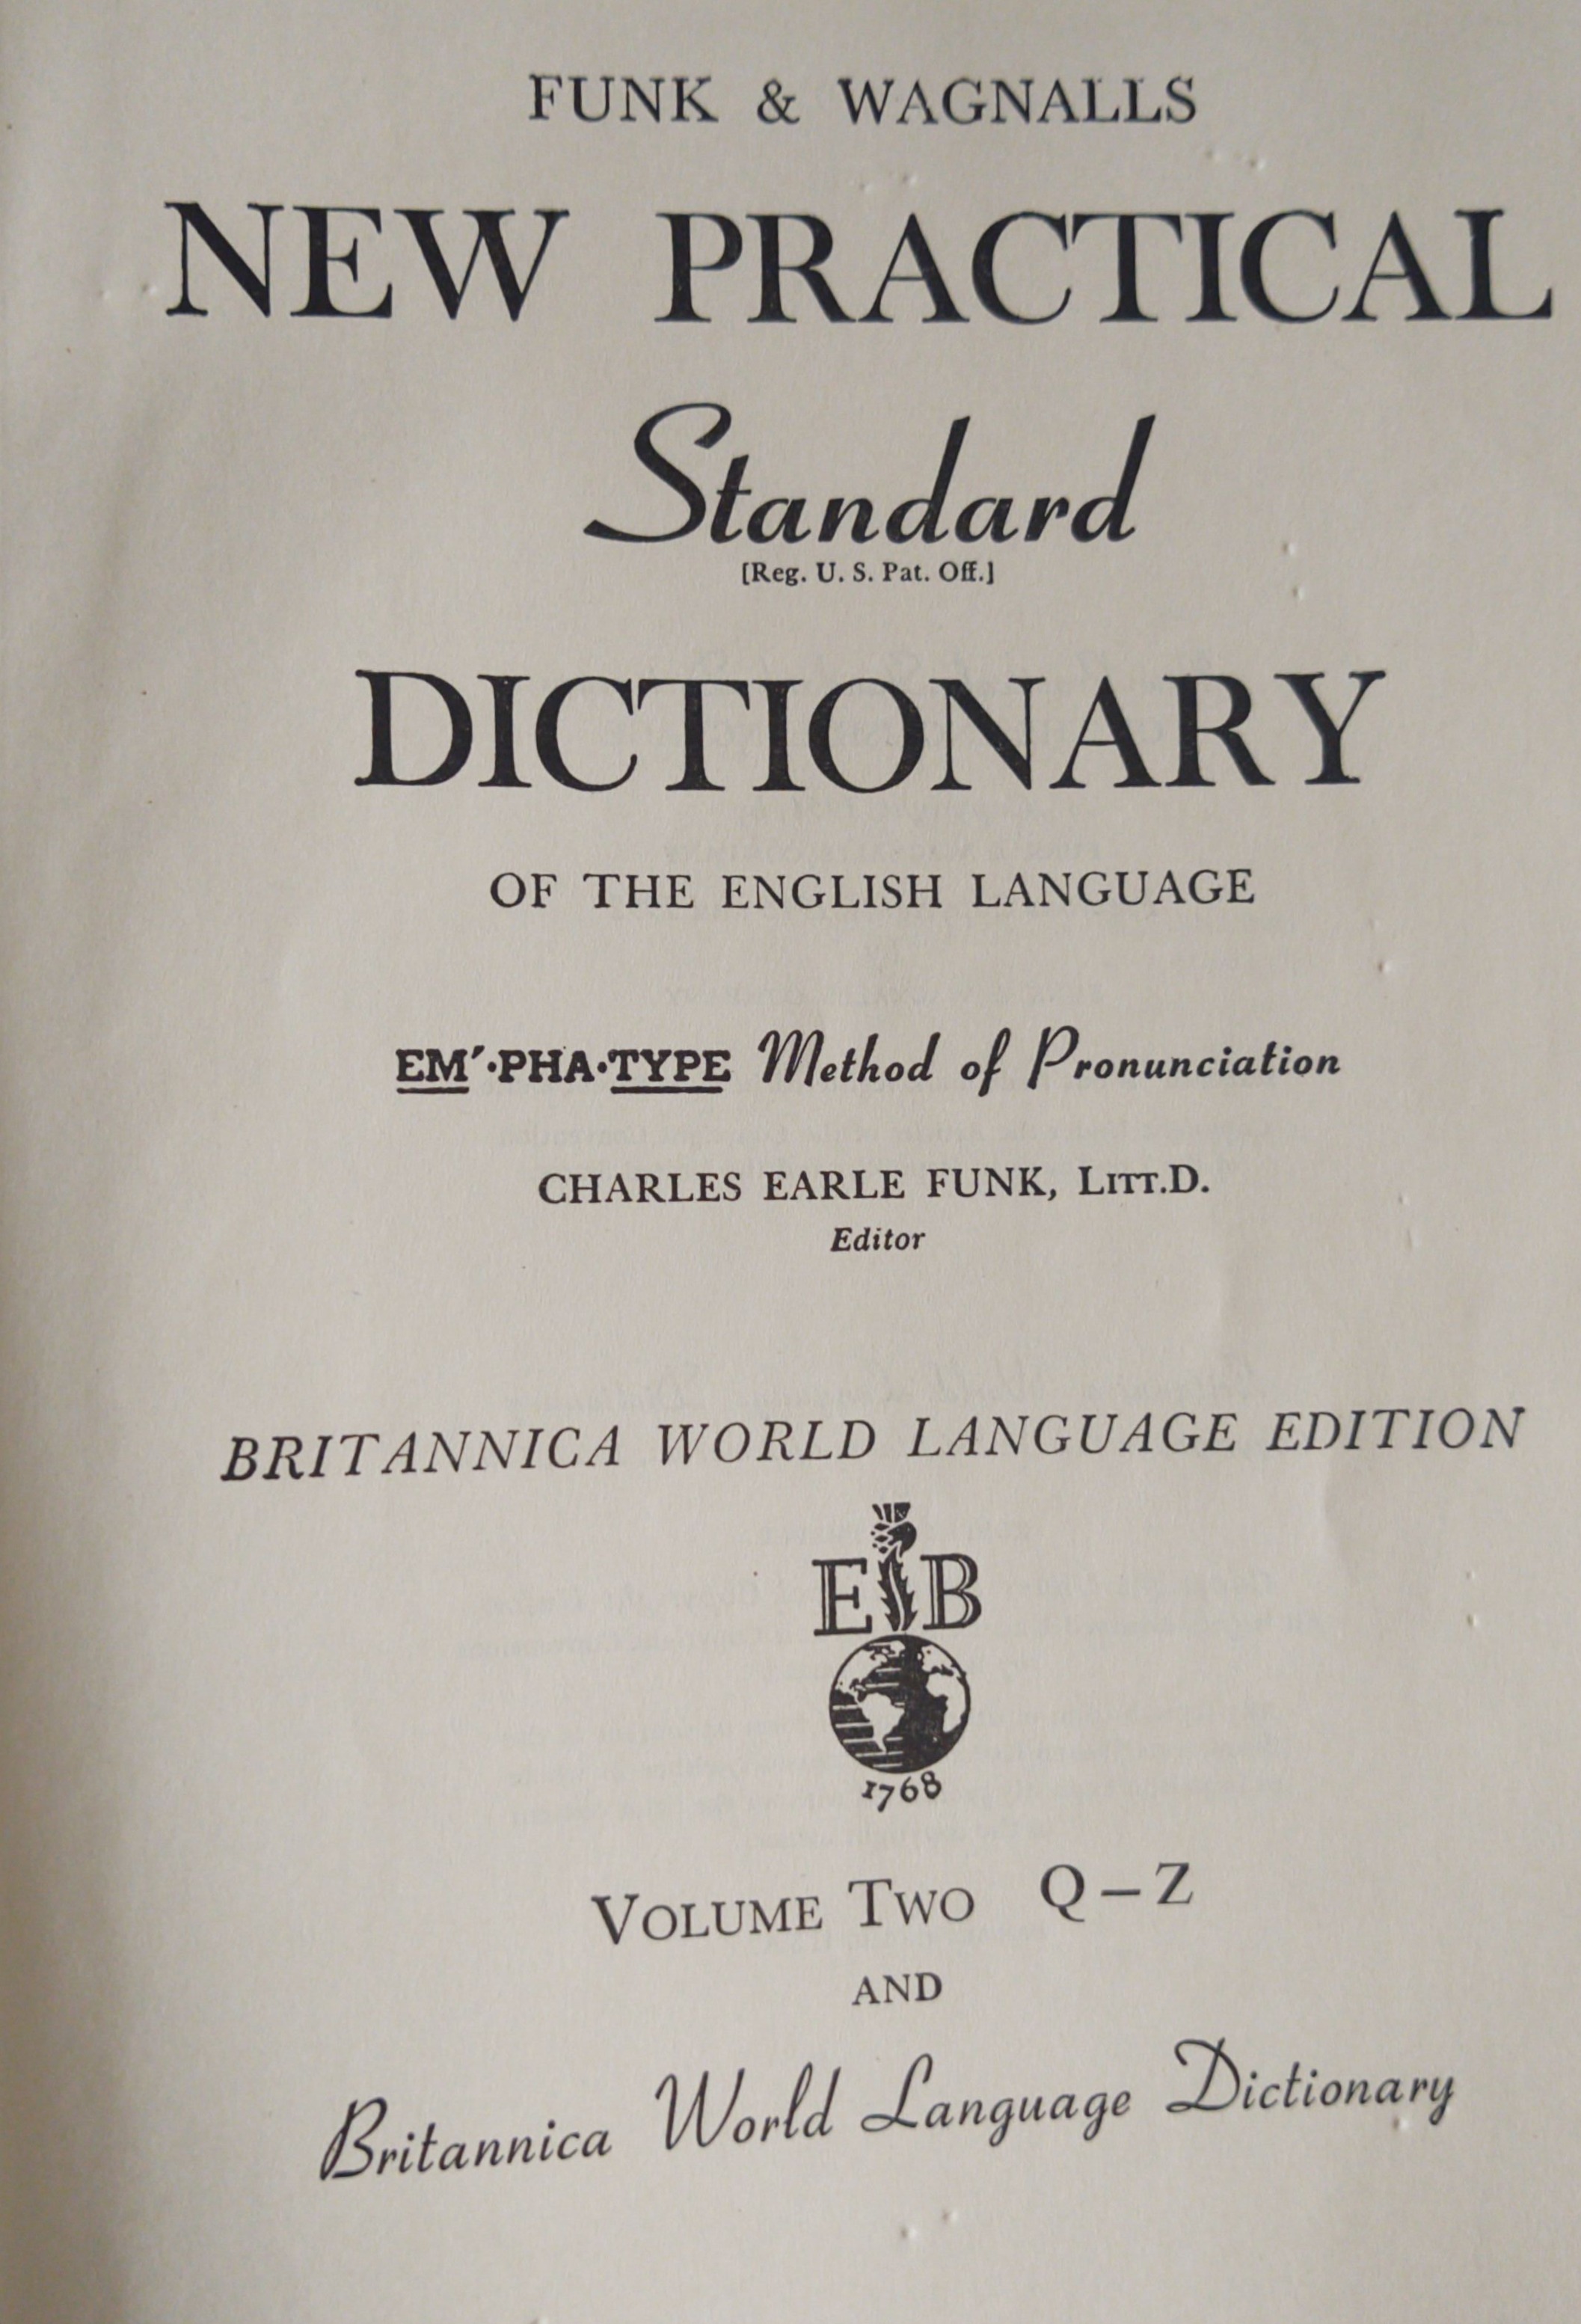 FUNK & WAGNALLS
NEW PRACTICAL
Standard
[Reg. U. S. Pat. Off.]
DICTIONARY
OF THE ENGLISH LANGUAGE
EM′·PHA·TYPE Method of Pronunciation
CHARLES EARLE FUNK, LITT.D.
Editor
BRITANNICA WORLD LANGUAGE EDITION
E B
1768
VOLUME TWO Q – Z
AND
Britannica World Language Dictionary